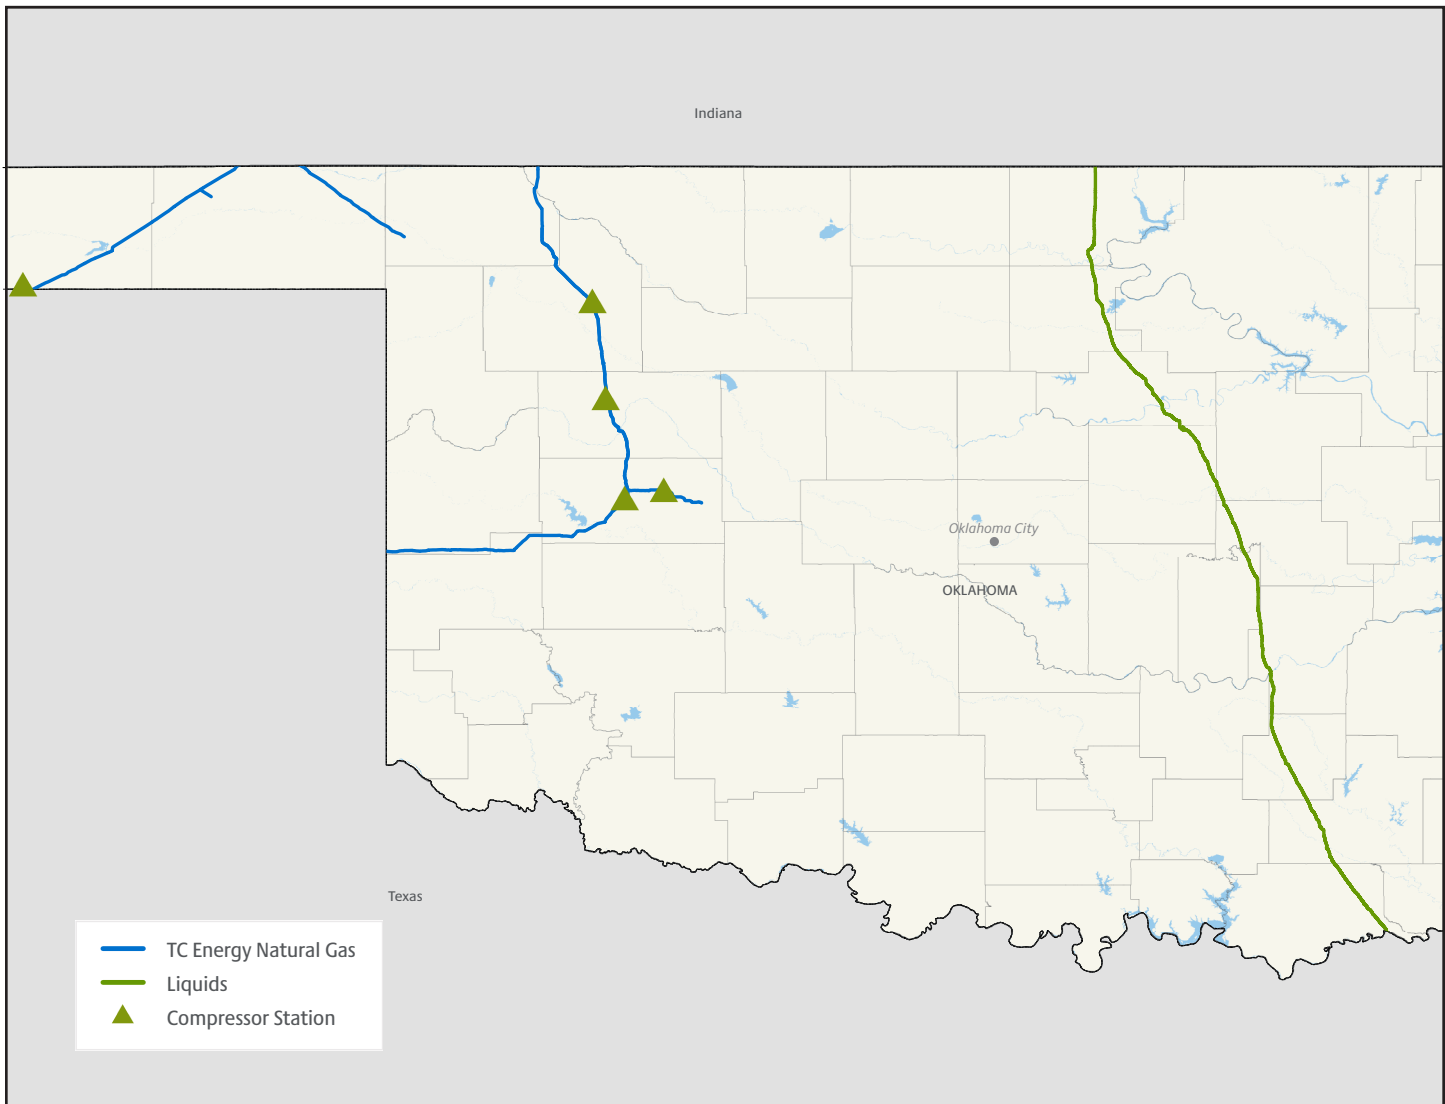 Indiana
Oklahoma City
OKLAHOMA
Texas
TC Energy Natural Gas
Liquids
Compressor Station